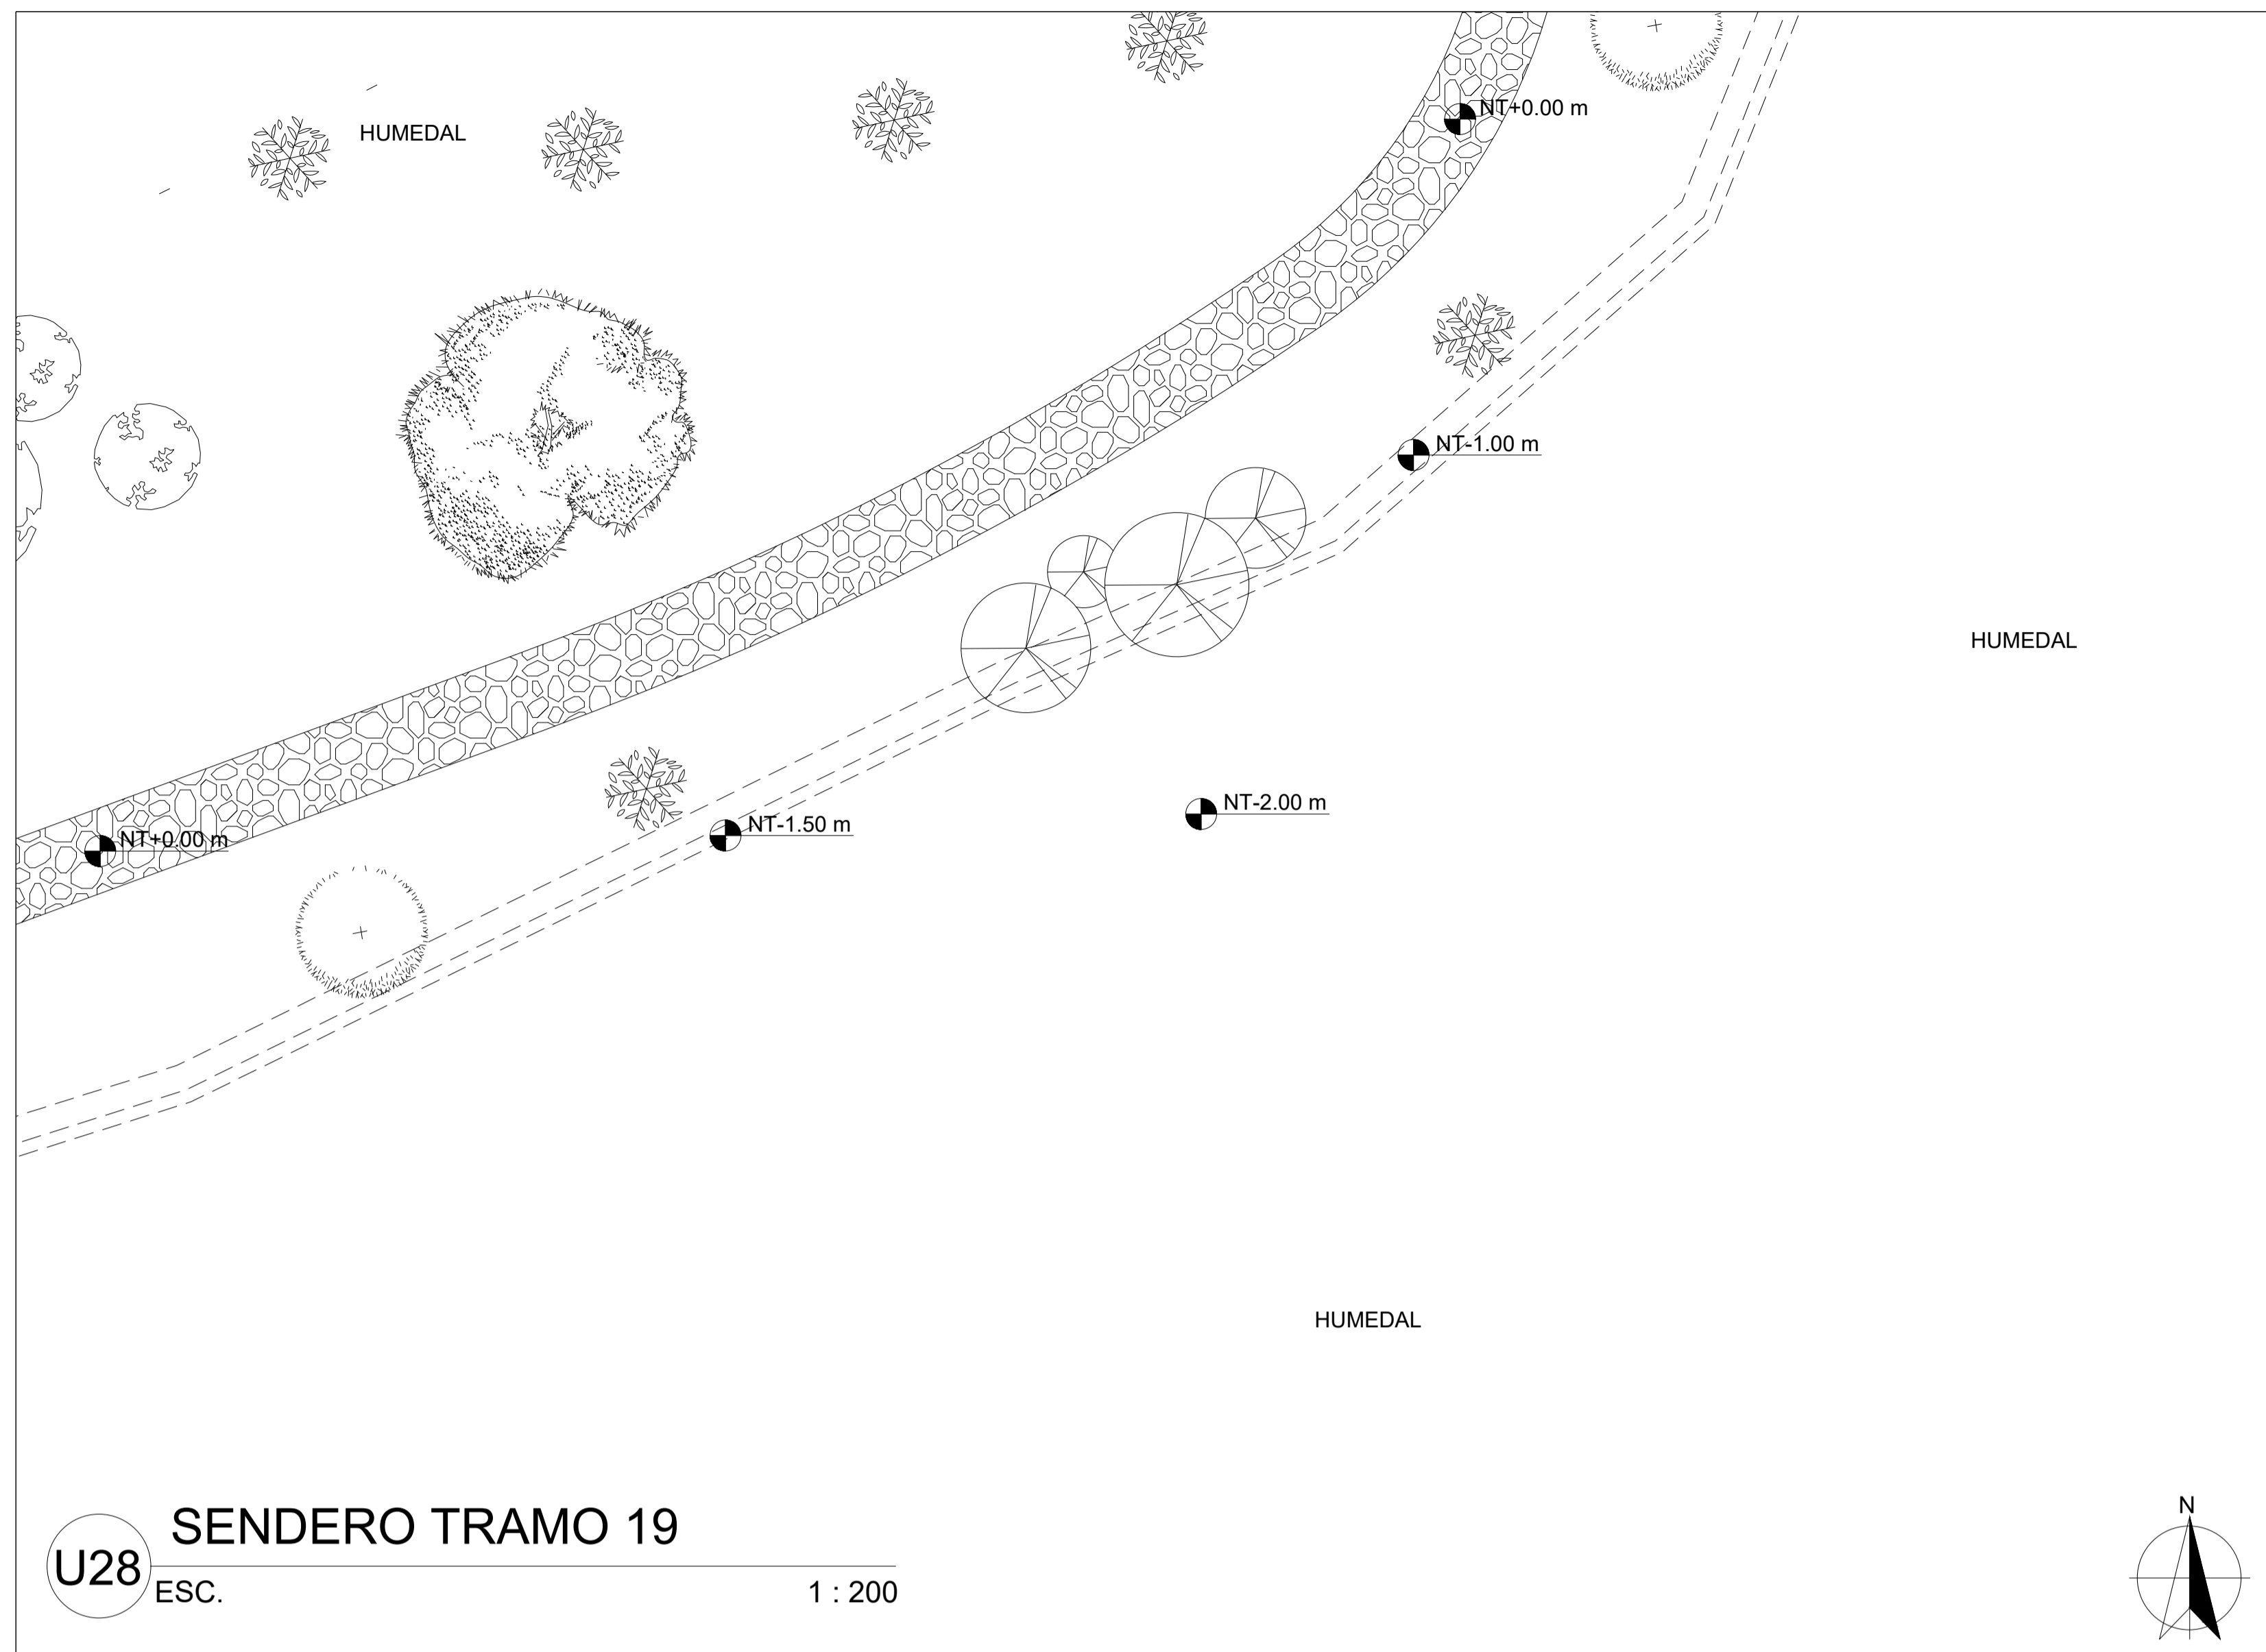 NT+0.00 m
HUMEDAL
NT-1.00 m
HUMEDAL
NT-2.00 m
NT-1.50 m
NT+0.00 m
HUMEDAL
SENDERO TRAMO 19
U28
ESC. 1 : 200
N